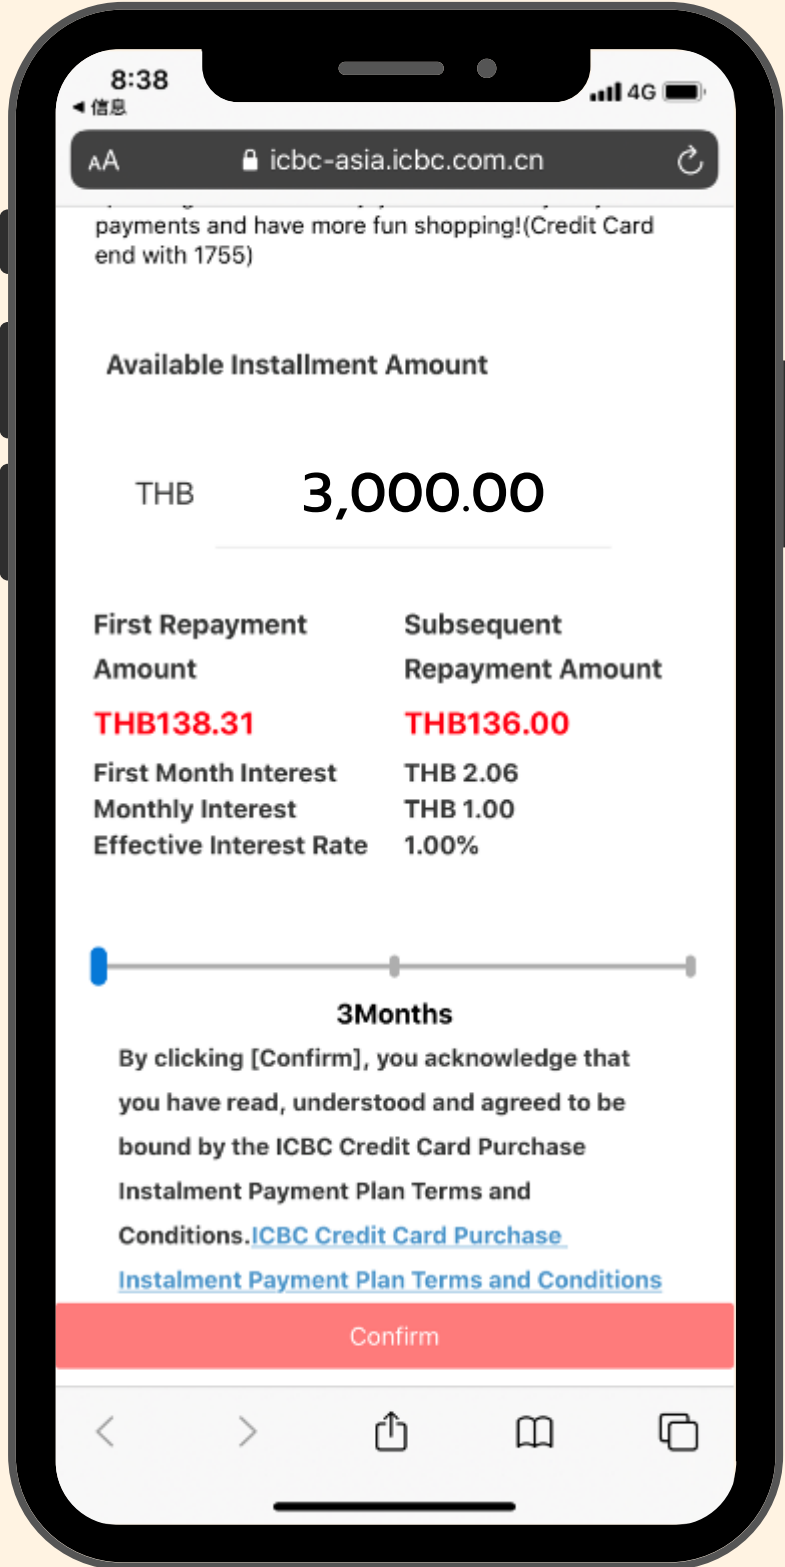 8:38
◀ 信息
4G
AA
icbc-asia.icbc.com.cn
payments and have more fun shopping!(Credit Card
end with 1755)
Available Installment Amount
THB 3,000.00
First Repayment
Amount
Subsequent
Repayment Amount
THB138.31
THB136.00
First Month Interest THB 2.06
Monthly Interest THB 1.00
Effective Interest Rate 1.00%
3Months
By clicking [Confirm], you acknowledge that
you have read, understood and agreed to be
bound by the ICBC Credit Card Purchase
Instalment Payment Plan Terms and
Conditions.ICBC Credit Card Purchase
Instalment Payment Plan Terms and Conditions
Confirm